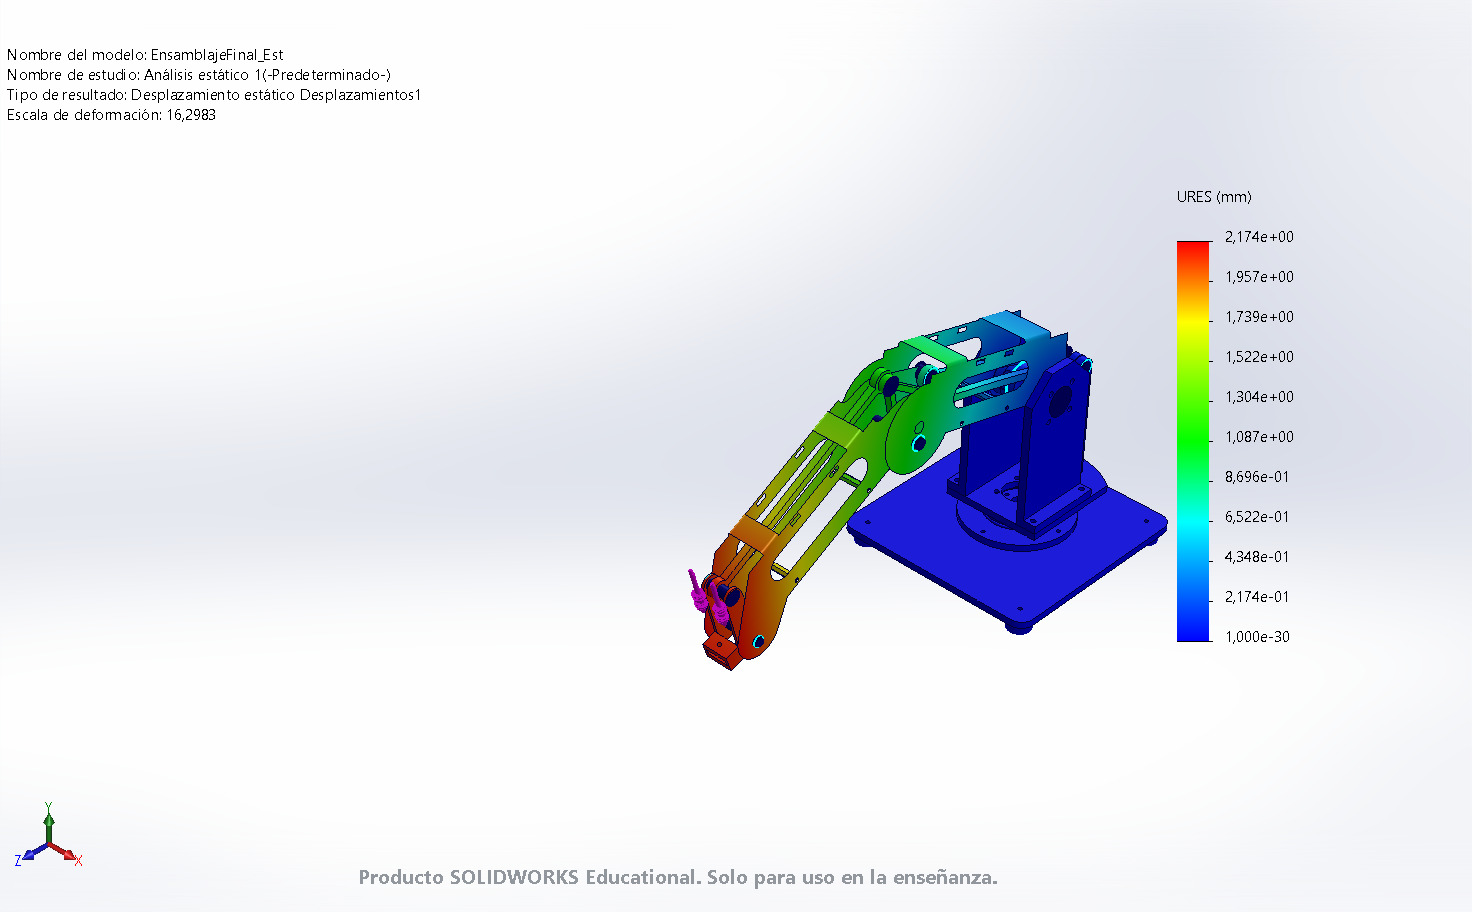 Nombre del modelo: EnsamblajeFinal_Est
Nombre de estudio: Análisis estático 1(-Predeterminado-)
Tipo de resultado: Desplazamiento estático Desplazamientos1
Escala de deformación: 16,2983
URES (mm)
2,174e+00
1,957e+00
1,739e+00
1,522e+00
1,304e+00
1,087e+00
8,696e-01
6,522e-01
4,348e-01
2,174e-01
1,000e-30
Y
Z
X
Producto SOLIDWORKS Educational. Solo para uso en la enseñanza.